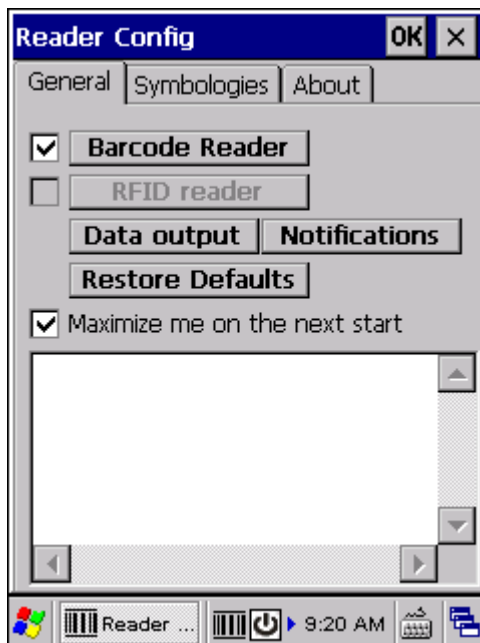 Reader Config OK
General Symbologies About
Barcode Reader
RFID reader
Data output Notifications
Restore Defaults
Maximize me on the next start
Reader ... 9:20 AM